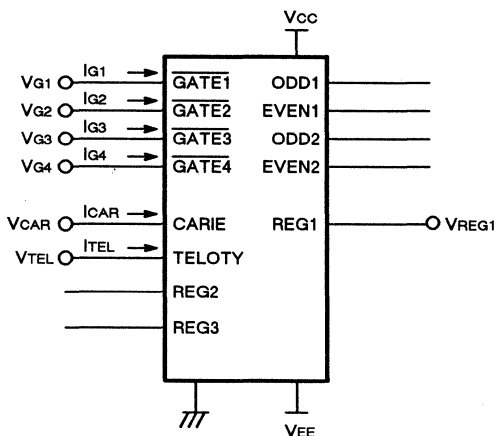 VCC
IG1
VG1 GATE1 ODD1
IG2
VG2 GATE2 EVEN1
IG3
VG3 GATE3 ODD2
IG4
VG4 GATE4 EVEN2
ICAR
VCAR CARIE REG1 VREG1
ITEL
VTEL TELOTY
REG2
REG3
VEE